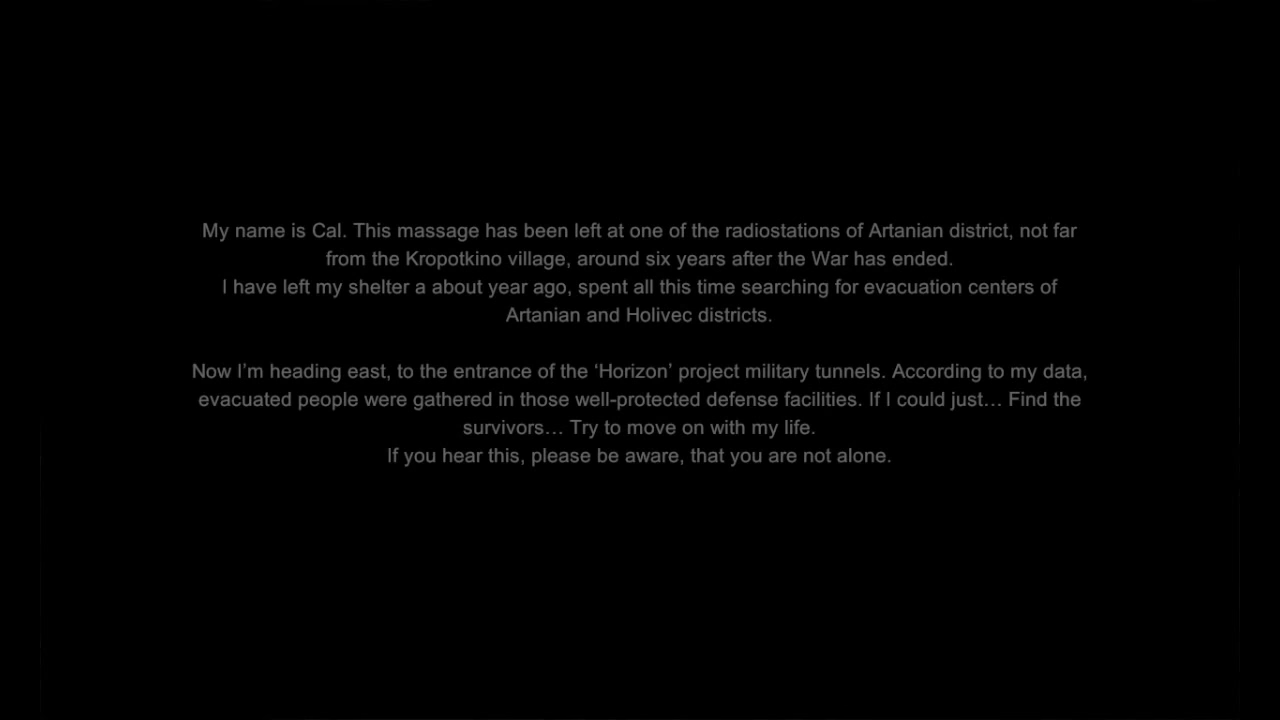 My name is Cal. This massage has been left at one of the radiostations of Artanian district, not far
from the Kropotkino village, around six years after the War has ended.
I have left my shelter a about year ago, spent all this time searching for evacuation centers of
Artanian and Holivec districts.
Now I'm heading east, to the entrance of the ‘Horizon’ project military tunnels. According to my data,
evacuated people were gathered in those well-protected defense facilities. If I could just… Find the
survivors… Try to move on with my life.
If you hear this, please be aware, that you are not alone.